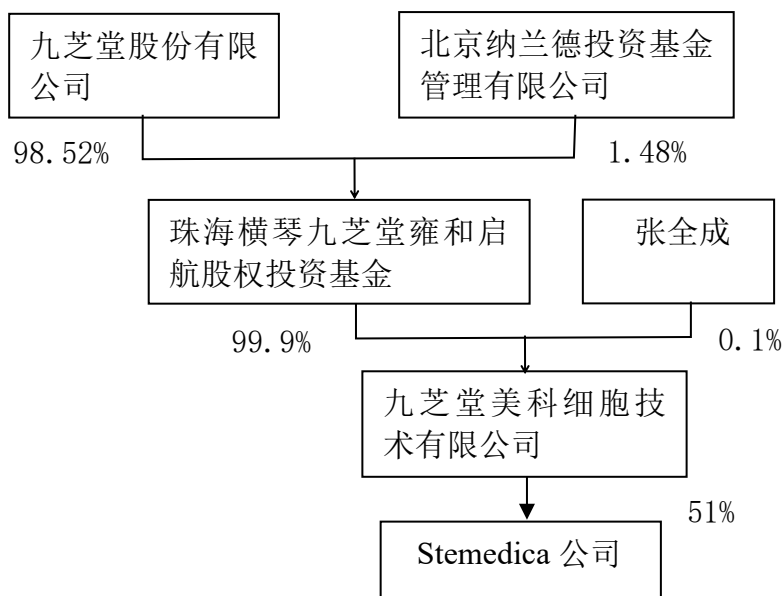 九芝堂股份有限
公司
北京纳兰德投资基金
管理有限公司
98.52%
1.48%
珠海横琴九芝堂雍和启
航股权投资基金
张全成
99.9%
0.1%
九芝堂美科细胞技
术有限公司
51%
Stemedica 公司